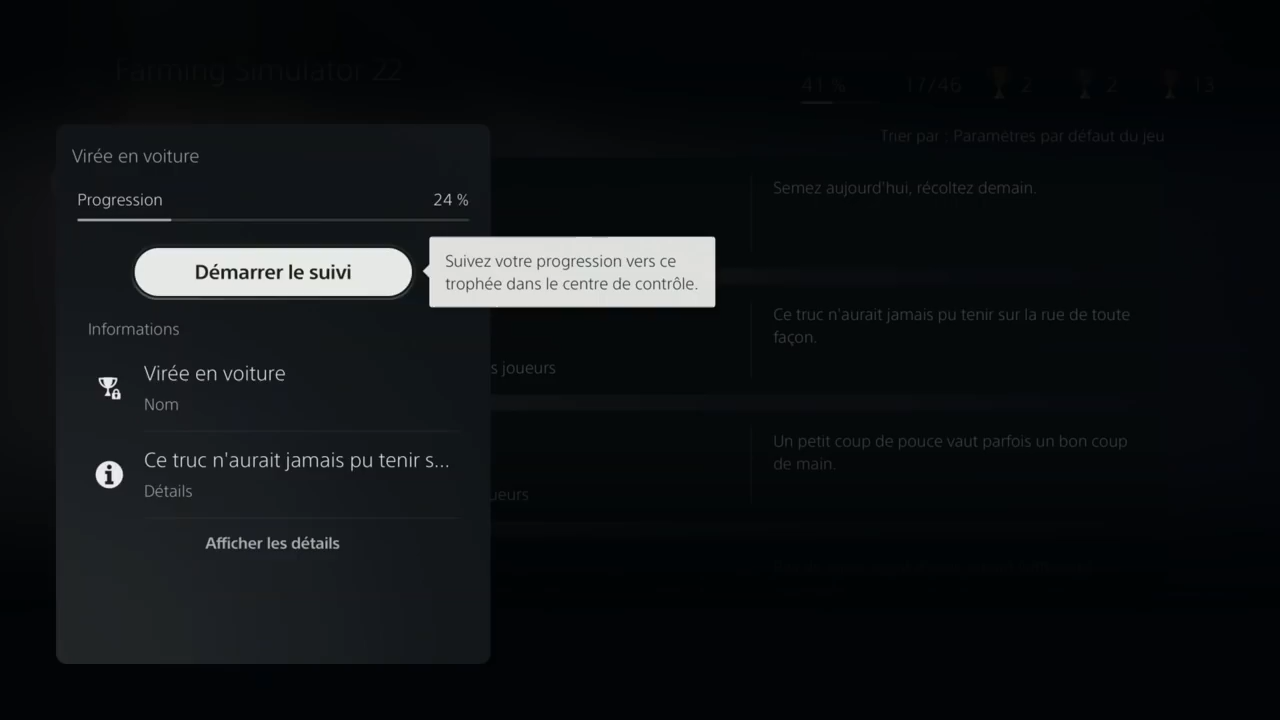 Farming Simulator 22
41 %
17/46
2
2
13
Trier par : Paramètres par défaut du jeu
Virée en voiture
Progression
24 %
Démarrer le suivi
Suivez votre progression vers ce
trophée dans le centre de contrôle.
Informations
Virée en voiture
Nom
Ce truc n'aurait jamais pu tenir s...
Détails
Afficher les détails
Semez aujourd'hui, récoltez demain.
Ce truc n'aurait jamais pu tenir sur la rue de toute
façon.
s joueurs
Un petit coup de pouce vaut parfois un bon coup
de main.
ueurs